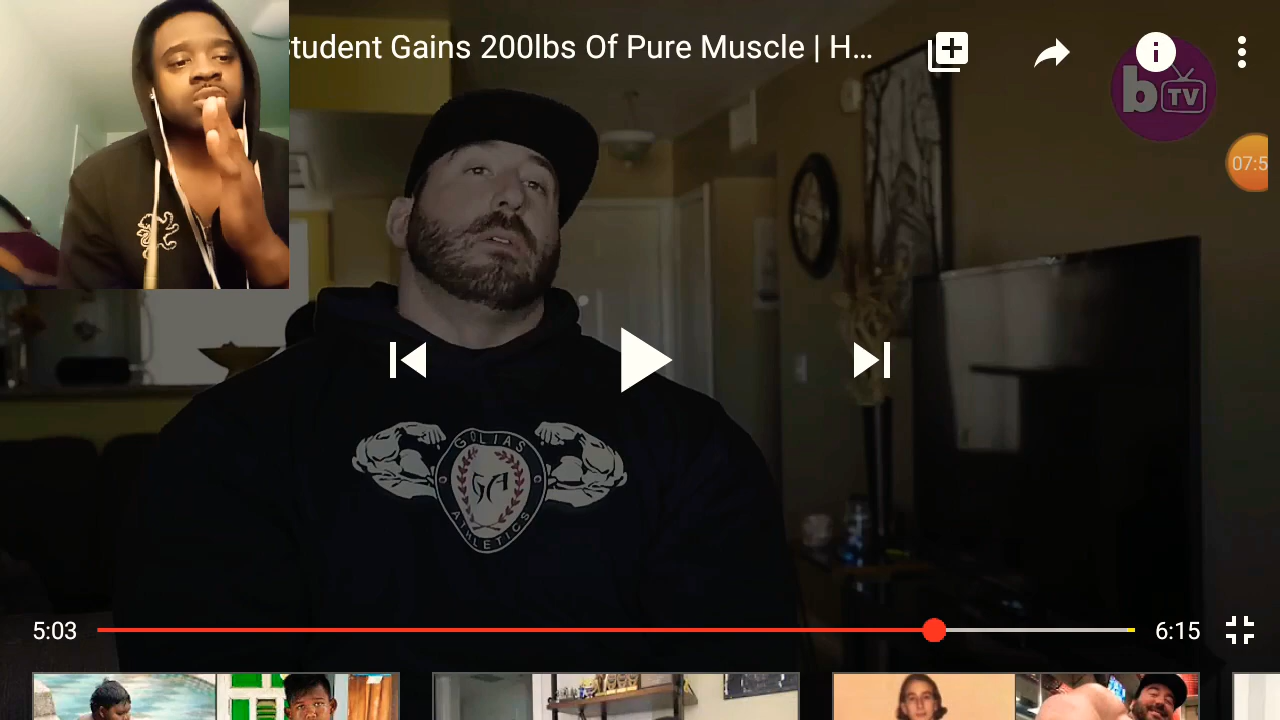 student Gains 200lbs Of Pure Muscle | H...
b TV
07:5
GOLIAS
GA
ATHLETICS
5:03
6:15